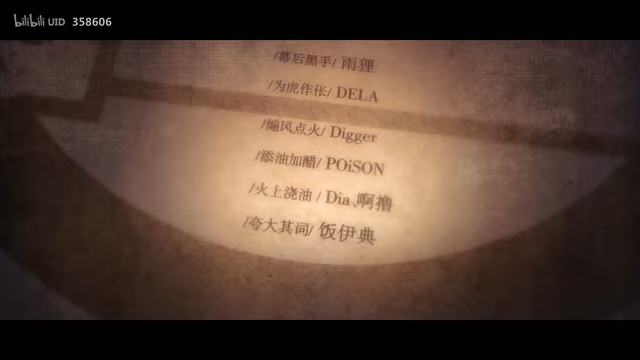 bilibili UID 358606
/幕后黑手/ 雨狸
/为虎作伥/ DELA
/煽风点火/ Digger
/添油加醋/ POiSON
/火上浇油 / Dia、啊撸
/夸大其词/ 饭伊典